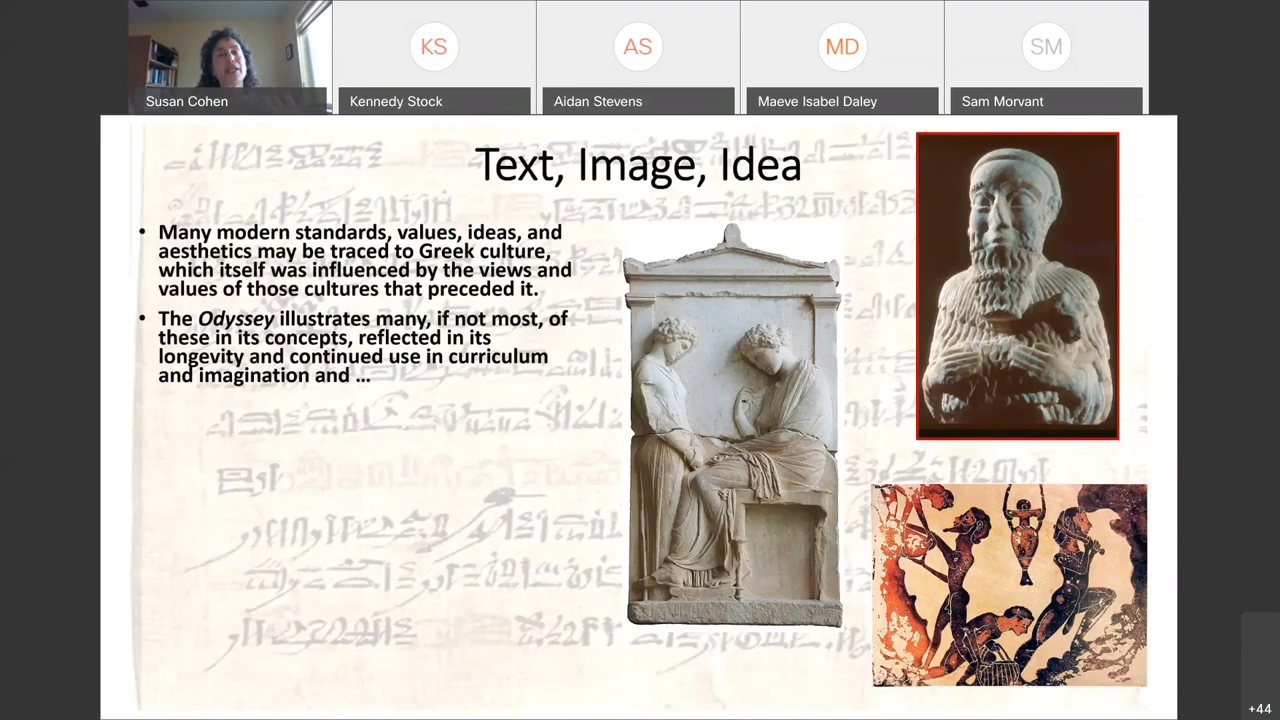 KS
AS
MD
SM
Susan Cohen
Kennedy Stock
Aidan Stevens
Maeve Isabel Daley
Sam Morvant
Text, Image, Idea
• Many modern standards, values, ideas, and
aesthetics may be traced to Greek culture,
which itself was influenced by the views and
values of those cultures that preceded it.
• The Odyssey illustrates many, if not most, of
these in its concepts, reflected in its
longevity and continued use in curriculum
and imagination and ...
+44